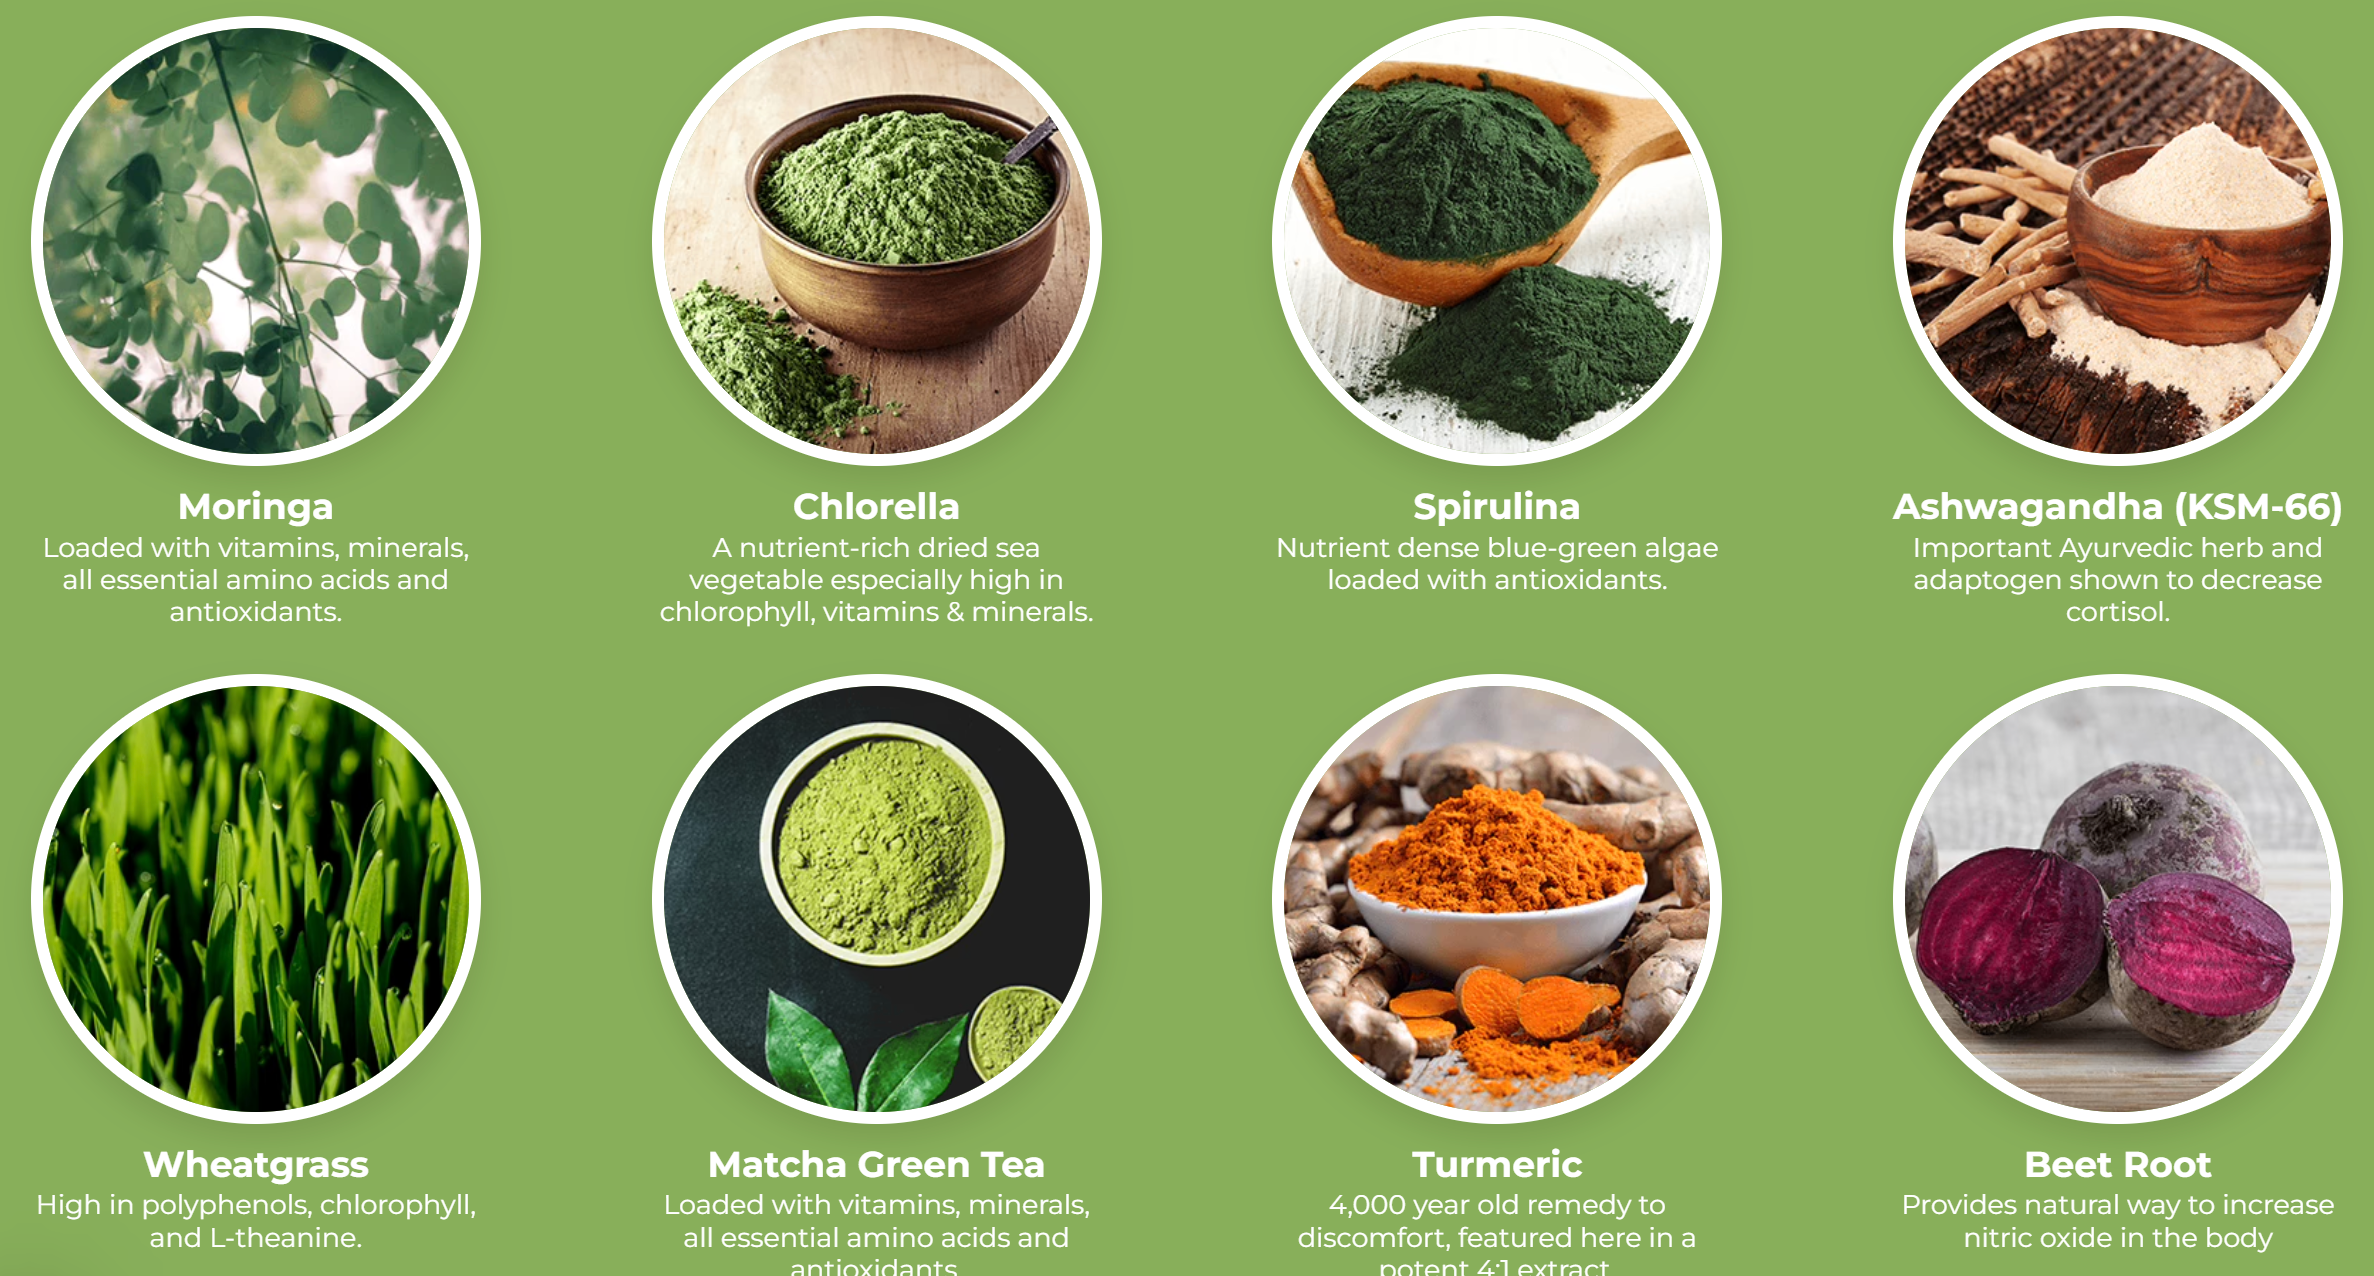 Moringa
Loaded with vitamins, minerals,
all essential amino acids and
antioxidants.
Chlorella
A nutrient-rich dried sea
vegetable especially high in
chlorophyll, vitamins & minerals.
Spirulina
Nutrient dense blue-green algae
loaded with antioxidants.
Ashwagandha (KSM-66)
Important Ayurvedic herb and
adaptogen shown to decrease
cortisol.
Wheatgrass
High in polyphenols, chlorophyll,
and L-theanine.
Matcha Green Tea
Loaded with vitamins, minerals,
all essential amino acids and
antioxidants
Turmeric
4,000 year old remedy to
discomfort, featured here in a
potent 4:1 extract
Beet Root
Provides natural way to increase
nitric oxide in the body